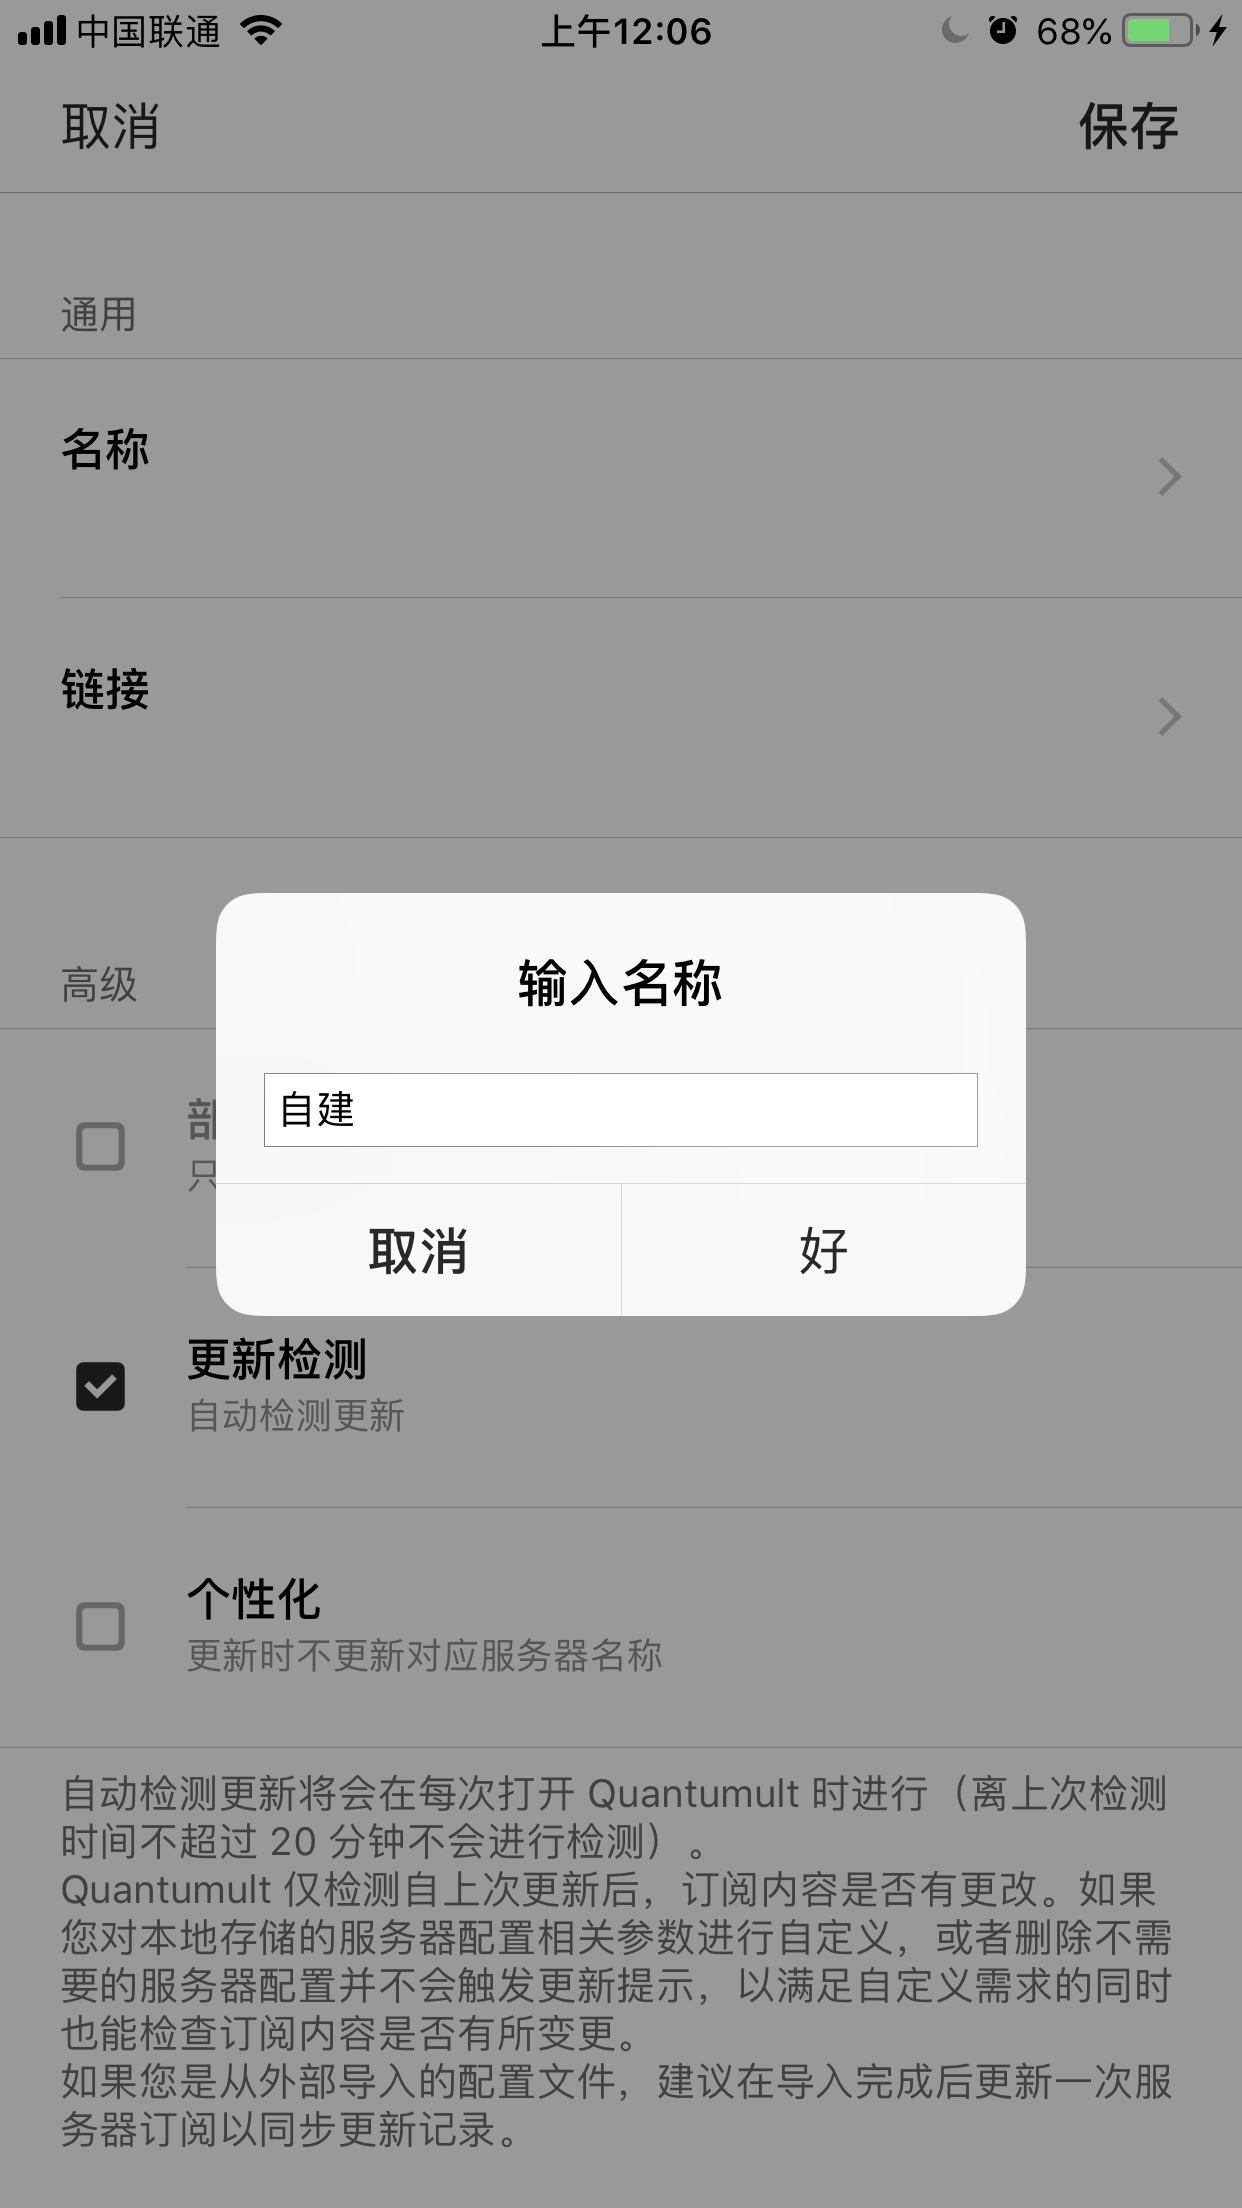 中国联通
上午12:06
68%
取消
保存
通用
名称
链接
高级
输入名称
自建
取消
好
更新检测
自动检测更新
个性化
更新时不更新对应服务器名称
自动检测更新将会在每次打开 Quantumult 时进行（离上次检测
时间不超过 20 分钟不会进行检测）。
Quantumult 仅检测自上次更新后，订阅内容是否有更改。如果
您对本地存储的服务器配置相关参数进行自定义，或者删除不需
要的服务器配置并不会触发更新提示，以满足自定义需求的同时
也能检查订阅内容是否有所变更。
如果您是从外部导入的配置文件，建议在导入完成后更新一次服
务器订阅以同步更新记录。